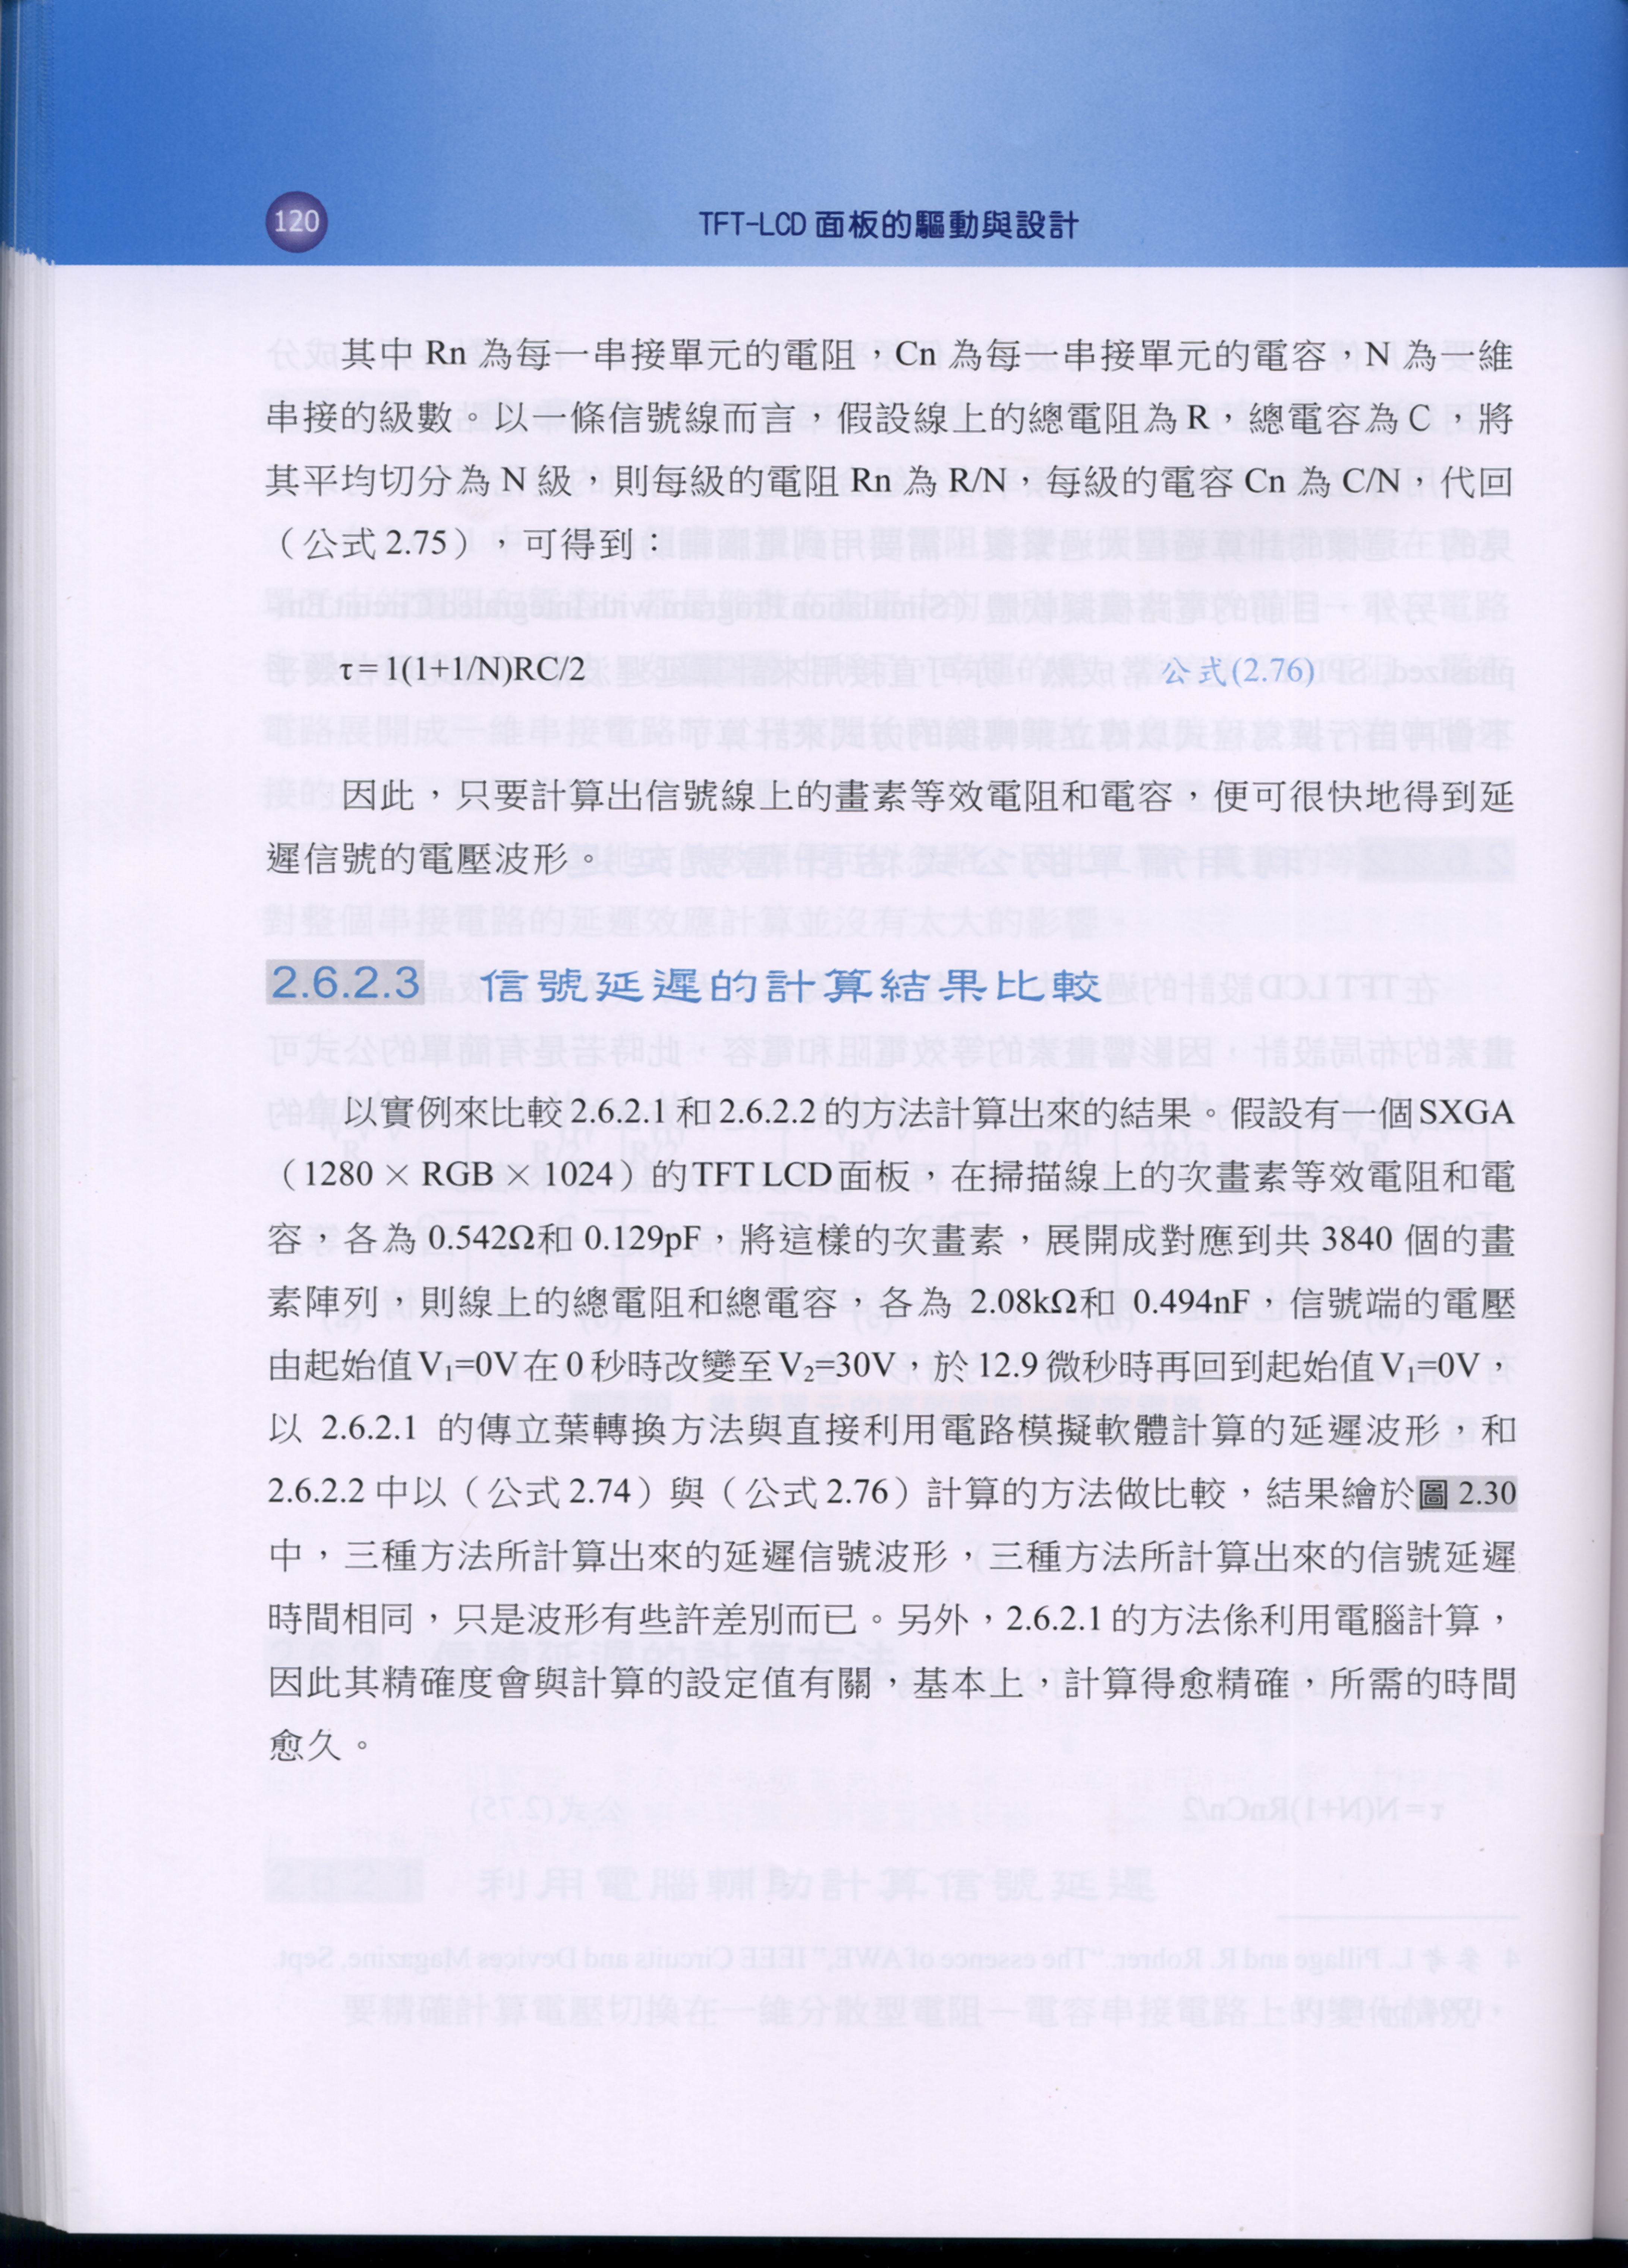 120
TFT-LCD 面板的驅動與設計
其中 Rn 為每一串接單元的電阻，Cn 為每一串接單元的電容，N 為一維
串接的級數。以一條信號線而言，假設線上的總電阻為 R，總電容為 C ，將
其平均切分為 N 級，則每級的電阻 Rn 為 R/N，每級的電容 Cn 為 C/N，代回
（公式 2.75），可得到：
τ = 1(1+1/N)RC/2 公式(2.76)
因此，只要計算出信號線上的畫素等效電阻和電容，便可很快地得到延
遲信號的電壓波形。
2.6.2.3 信號延遲的計算結果比較
以實例來比較 2.6.2.1 和 2.6.2.2 的方法計算出來的結果。假設有一個 SXGA
（1280 × RGB × 1024）的 TFT LCD 面板，在掃描線上的次畫素等效電阻和電
容，各為 0.542Ω和 0.129pF，將這樣的次畫素，展開成對應到共 3840 個的畫
素陣列，則線上的總電阻和總電容，各為 2.08kΩ和 0.494nF，信號端的電壓
由起始值 V₁=0V 在 0 秒時改變至 V₂=30V，於 12.9 微秒時再回到起始值 V₁=0V，
以 2.6.2.1 的傳立葉轉換方法與直接利用電路模擬軟體計算的延遲波形，和
2.6.2.2 中以（公式 2.74）與（公式 2.76）計算的方法做比較，結果繪於圖 2.30
中，三種方法所計算出來的延遲信號波形，三種方法所計算出來的信號延遲
時間相同，只是波形有些許差別而已。另外，2.6.2.1 的方法係利用電腦計算，
因此其精確度會與計算的設定值有關，基本上，計算得愈精確，所需的時間
愈久。